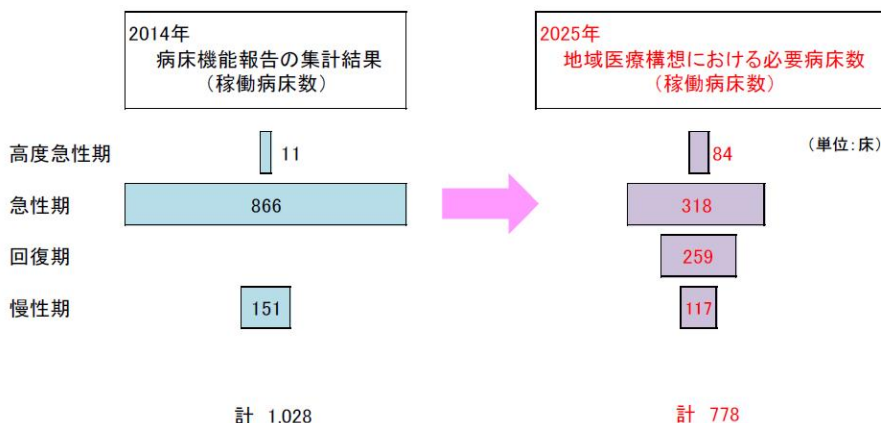 2014年
病床機能報告の集計結果
（稼働病床数）
2025年
地域医療構想における必要病床数
（稼働病床数）
（単位：床）
高度急性期 11 84
急性期 866 318
回復期 259
慢性期 151 117
計 1,028 計 778